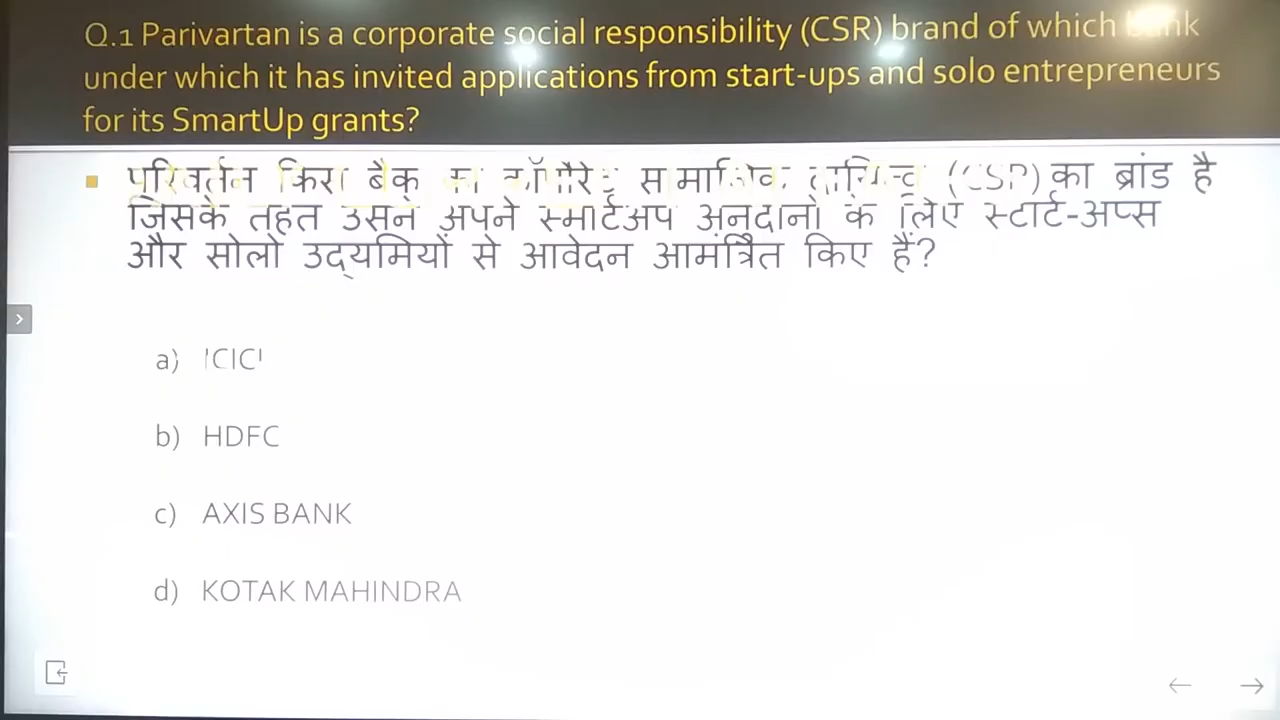 Q.1 Parivartan is a corporate social responsibility (CSR) brand of which bank
under which it has invited applications from start-ups and solo entrepreneurs
for its SmartUp grants?
परिवर्तन किस बैंक का कॉर्पोरेट सामाजिक दायित्व (CSR) का ब्रांड है
जिसके तहत उसने अपने स्मार्टअप अनुदानों के लिए स्टार्ट-अप्स
और सोलो उद्यमियों से आवेदन आमंत्रित किए हैं?
a) ICICI
b) HDFC
c) AXIS BANK
d) KOTAK MAHINDRA